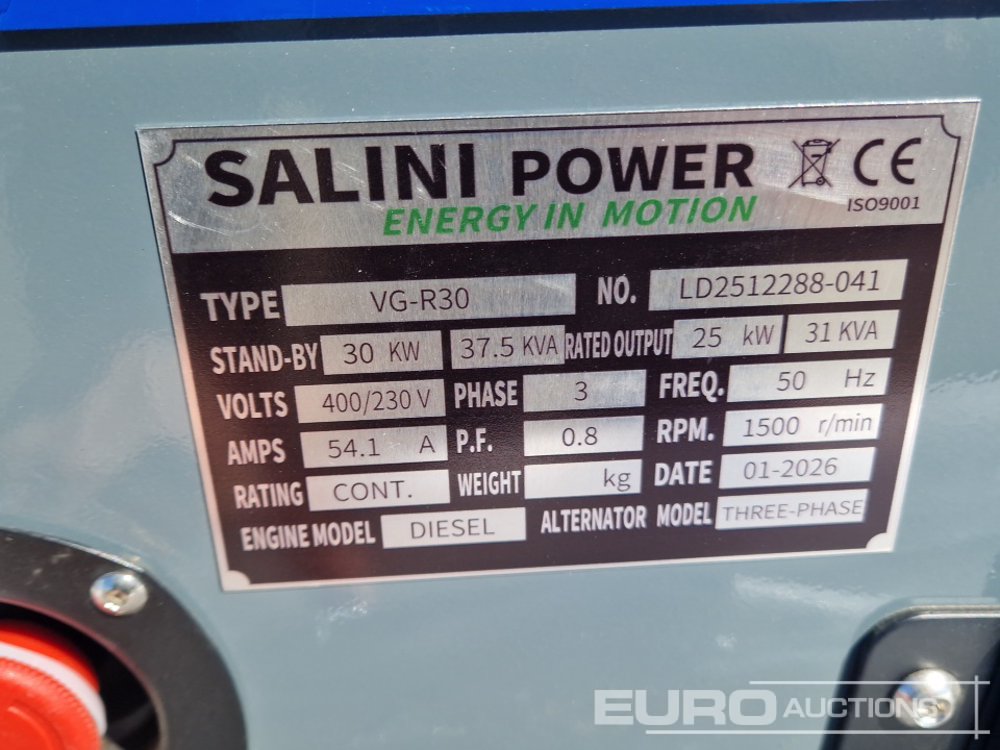 SALINI POWER CE
ENERGY IN MOTION ISO9001
TYPE VG-R30 NO. LD2512288-041
STAND-BY 30 KW 37.5 KVA RATED OUTPUT 25 kW 31 KVA
VOLTS 400/230 V PHASE 3 FREQ. 50 Hz
AMPS 54.1 A P.F. 0.8 RPM. 1500 r/min
RATING CONT. WEIGHT kg DATE 01-2026
ENGINE MODEL DIESEL ALTERNATOR MODEL THREE-PHASE
EURO AUCTIONS